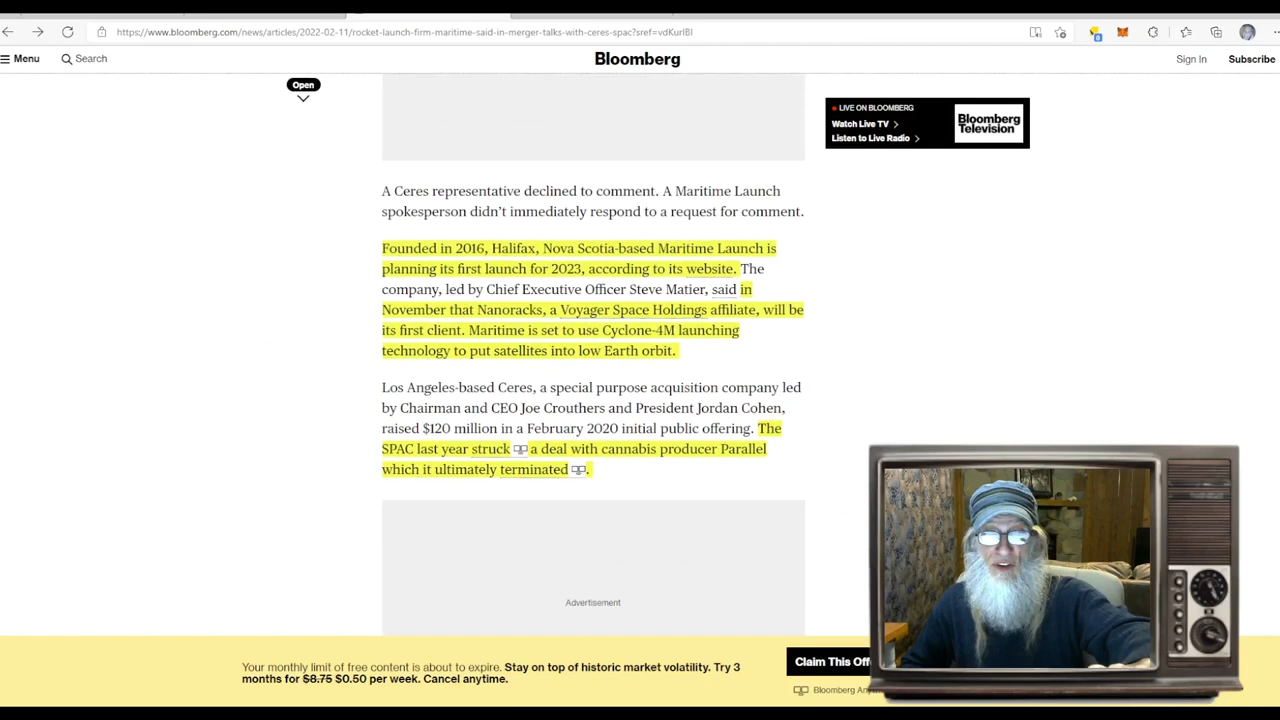 https://www.bloomberg.com/news/articles/2022-02-11/rocket-launch-firm-maritime-said-in-merger-talks-with-ceres-spac?sref=vdKurlBl
Menu
Search
Bloomberg
Sign In
Subscribe
Open
LIVE ON BLOOMBERG
Watch Live TV
Listen to Live Radio
Bloomberg
Television
A Ceres representative declined to comment. A Maritime Launch
spokesperson didn’t immediately respond to a request for comment.
Founded in 2016, Halifax, Nova Scotia-based Maritime Launch is
planning its first launch for 2023, according to its website. The
company, led by Chief Executive Officer Steve Matier, said in
November that Nanoracks, a Voyager Space Holdings affiliate, will be
its first client. Maritime is set to use Cyclone-4M launching
technology to put satellites into low Earth orbit.
Los Angeles-based Ceres, a special purpose acquisition company led
by Chairman and CEO Joe Crouthers and President Jordan Cohen,
raised $120 million in a February 2020 initial public offering. The
SPAC last year struck a deal with cannabis producer Parallel
which it ultimately terminated .
Advertisement
Your monthly limit of free content is about to expire. Stay on top of historic market volatility. Try 3
months for $8.75 $0.50 per week. Cancel anytime.
Claim This Off
Bloomberg Any